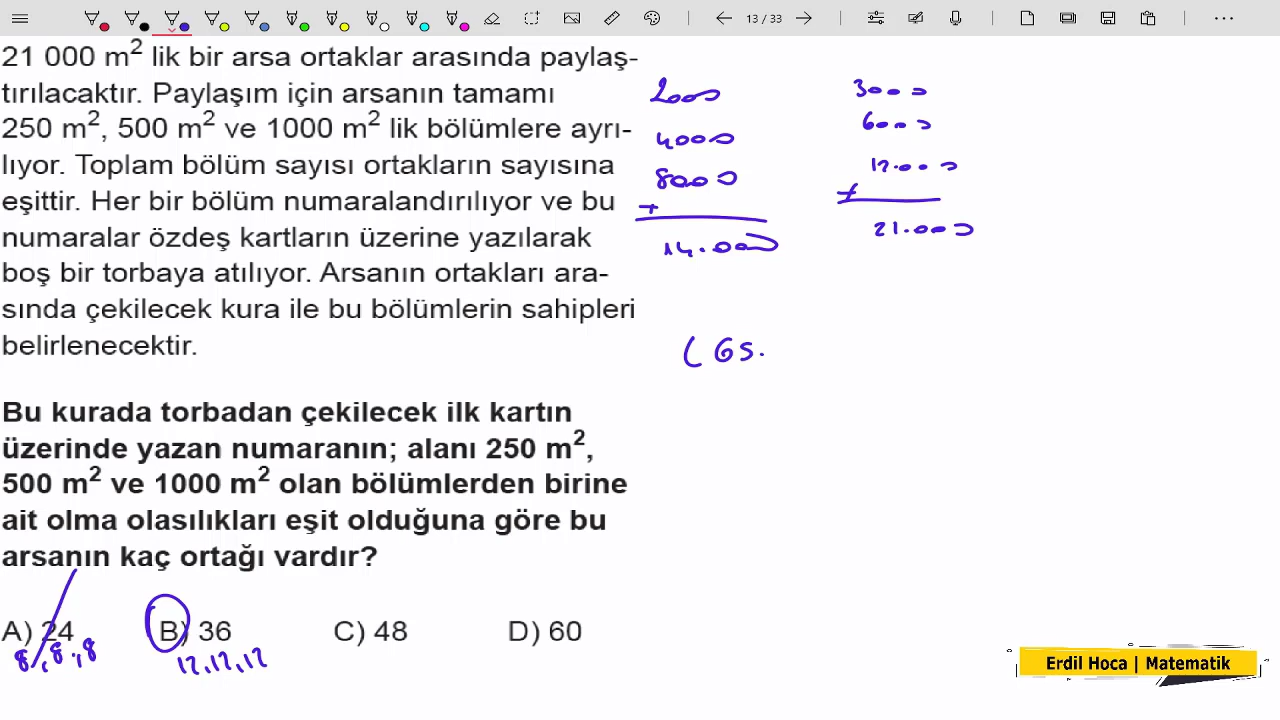 13 / 33
21 000 m² lik bir arsa ortaklar arasında paylaş-
tırılacaktır. Paylaşım için arsanın tamamı
250 m², 500 m² ve 1000 m² lik bölümlere ayrı-
lıyor. Toplam bölüm sayısı ortakların sayısına
eşittir. Her bir bölüm numaralandırılıyor ve bu
numaralar özdeş kartların üzerine yazılarak
boş bir torbaya atılıyor. Arsanın ortakları ara-
sında çekilecek kura ile bu bölümlerin sahipleri
belirlenecektir.
Bu kurada torbadan çekilecek ilk kartın
üzerinde yazan numaranın; alanı 250 m²,
500 m² ve 1000 m² olan bölümlerden birine
ait olma olasılıkları eşit olduğuna göre bu
arsanın kaç ortağı vardır?
A) 24 B) 36 C) 48 D) 60
8, 8, 8 12, 12, 12
2000
4000
8000
+
14.000
3000
6000
12.000
+
21.000
( GS.
Erdil Hoca | Matematik